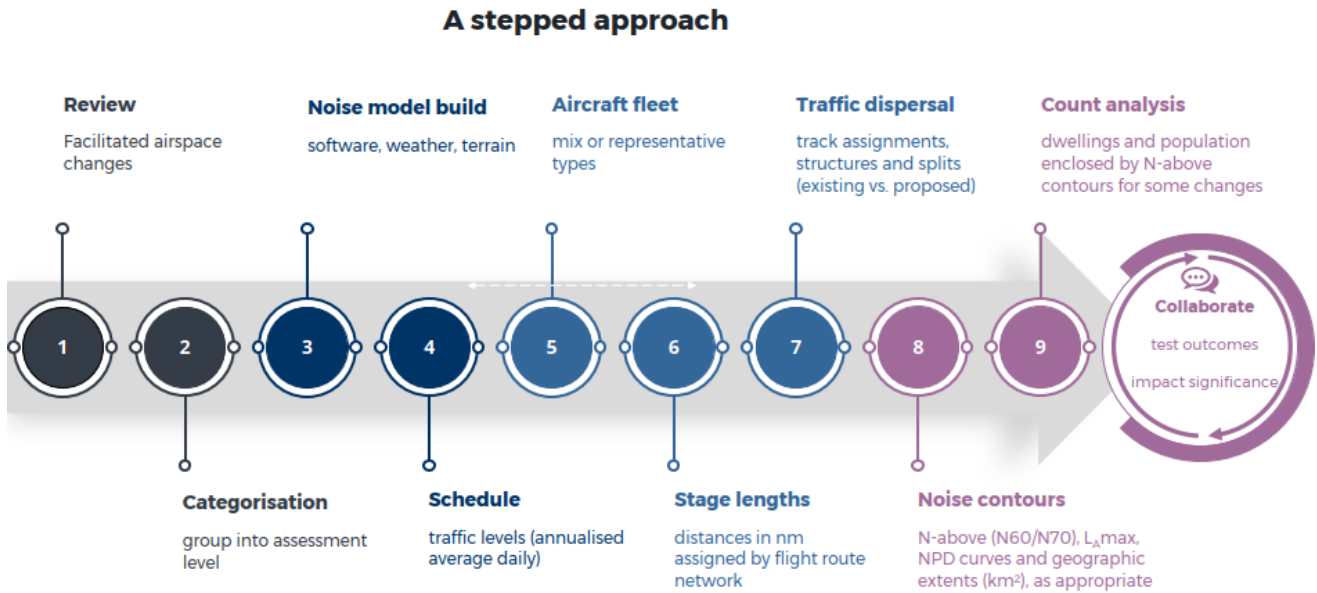 A stepped approach
Review
Facilitated airspace
changes
Noise model build
software, weather, terrain
Aircraft fleet
mix or representative
types
Traffic dispersal
track assignments,
structures and splits
(existing vs. proposed)
Count analysis
dwellings and population
enclosed by N-above
contours for some changes
1
2
3
4
5
6
7
8
9
Collaborate
test outcomes
impact significance
Categorisation
group into assessment
level
Schedule
traffic levels (annualised
average daily)
Stage lengths
distances in nm
assigned by flight route
network
Noise contours
N-above (N60/N70), LAmax,
NPD curves and geographic
extents (km²), as appropriate